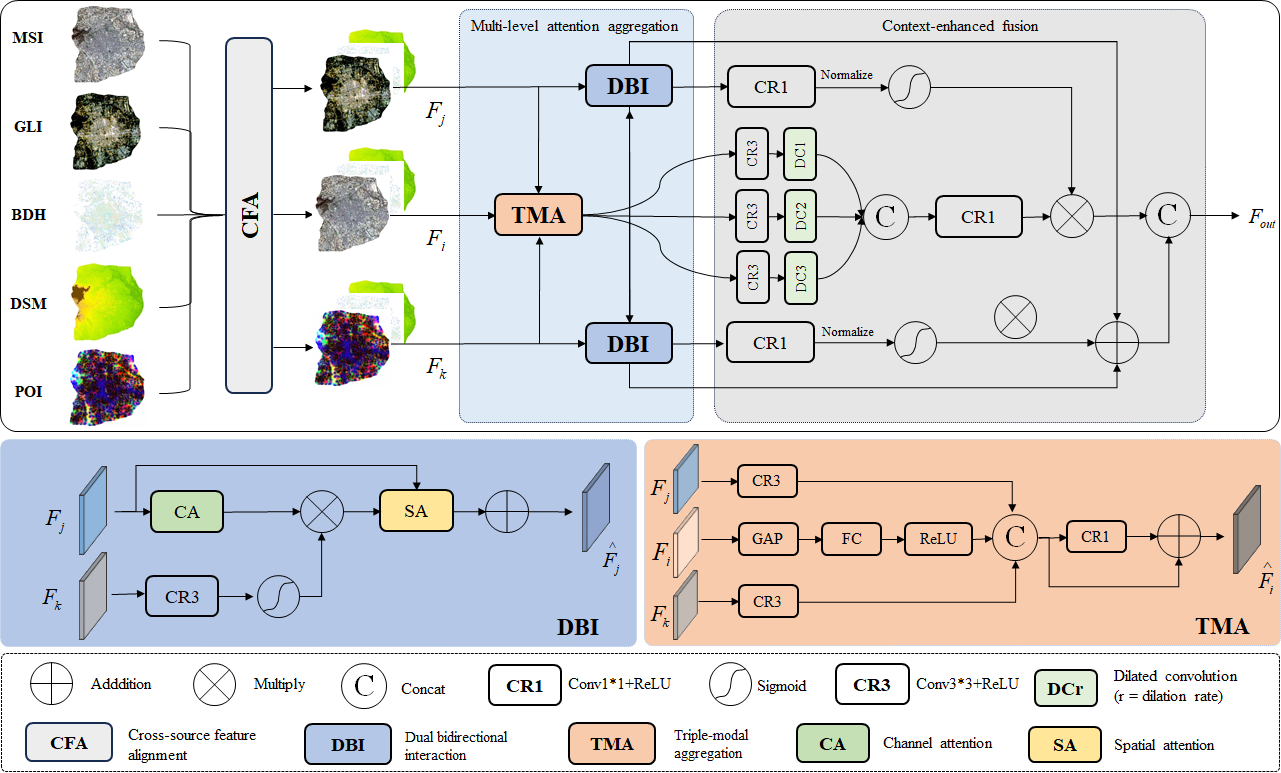 Multi-level attention aggregation
Context-enhanced fusion
MSI
GLI
BDH
DSM
POI
CFA
F_j
F_i
F_k
DBI
TMA
DBI
CR1
Normalize
CR3
DC1
CR3
DC2
CR3
DC3
C
CR1
C
F_out
CR1
Normalize
F_j
CA
SA
F̂_j
F_k
CR3
DBI
F_j
CR3
F_i
GAP
FC
ReLU
C
CR1
F̂_i
F_k
CR3
TMA
Adddition
Multiply
C
Concat
CR1
Conv1*1+ReLU
Sigmoid
CR3
Conv3*3+ReLU
DCr
Dilated convolution
(r = dilation rate)
CFA
Cross-source feature
alignment
DBI
Dual bidirectional
interaction
TMA
Triple-modal
aggregation
CA
Channel attention
SA
Spatial attention